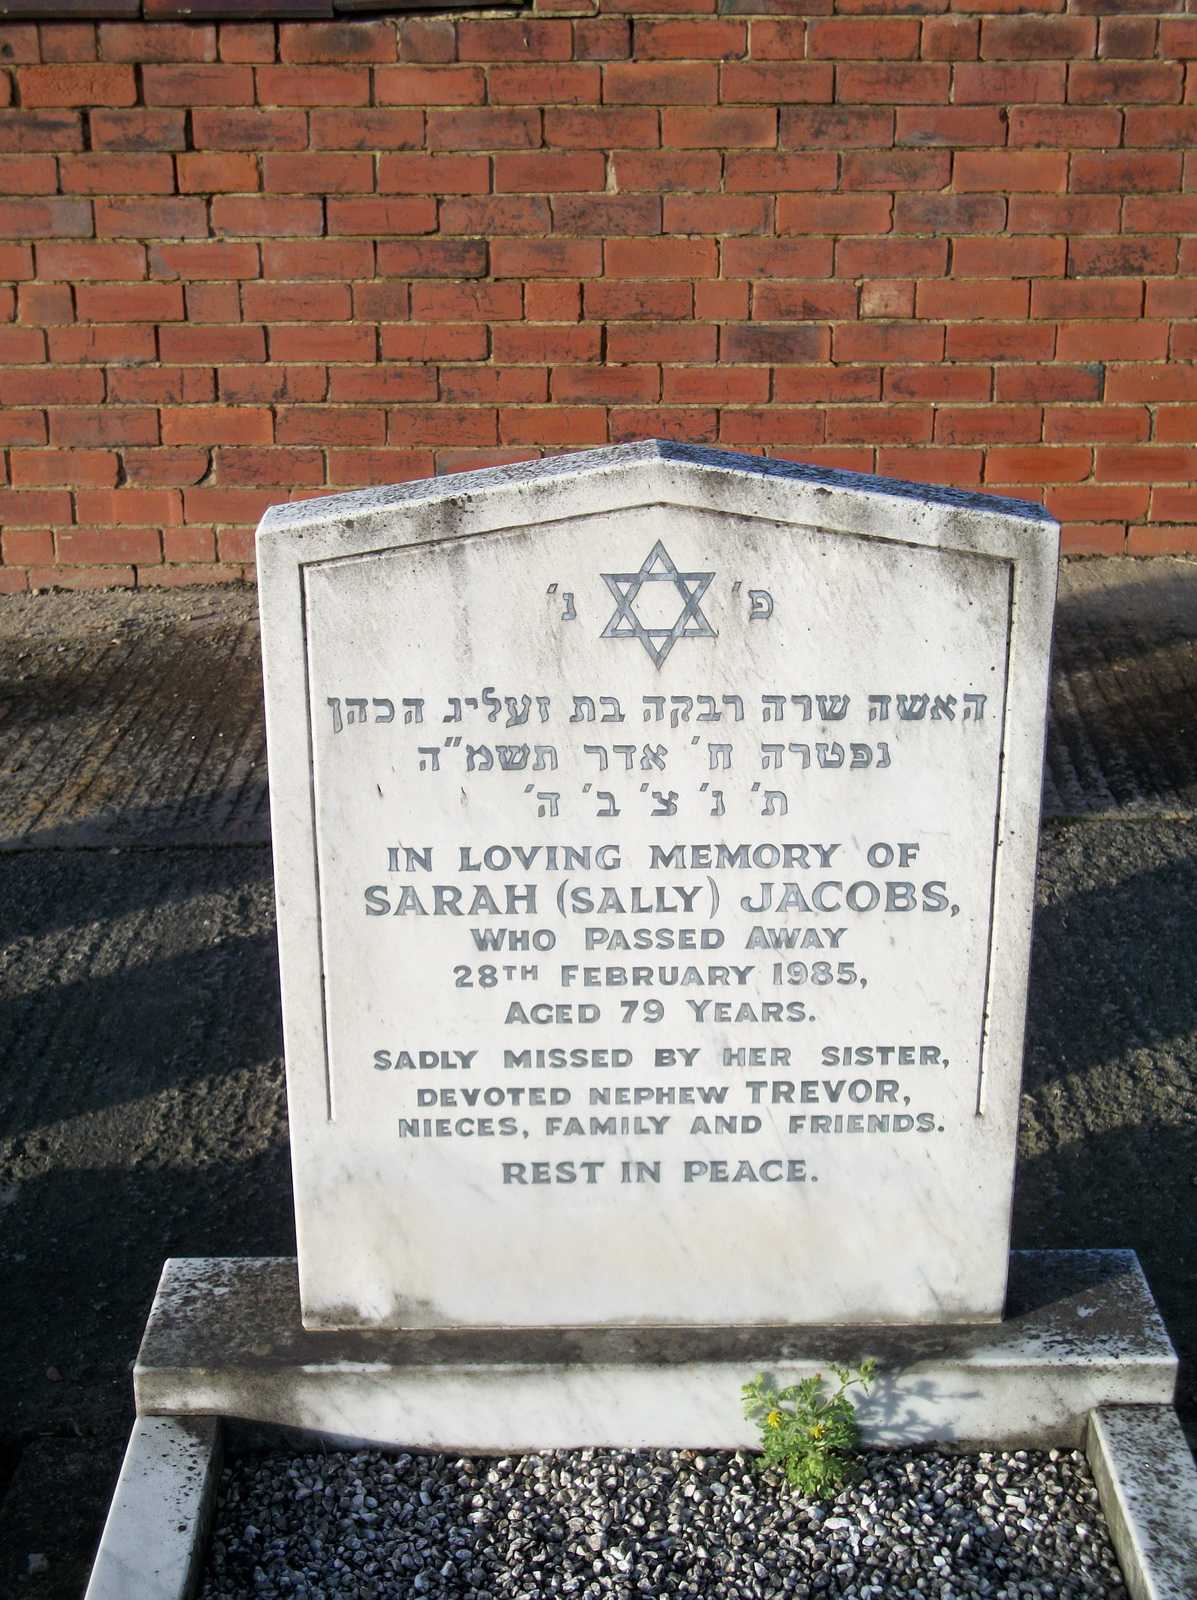 פ׳ נ׳
האשה שרה רבקה בת זעליג הכהן
נפטרה ח׳ אדר תשמ״ה
ת׳ נ׳ צ׳ ב׳ ה׳
IN LOVING MEMORY OF
SARAH (SALLY) JACOBS,
WHO PASSED AWAY
28TH FEBRUARY 1985,
AGED 79 YEARS.
SADLY MISSED BY HER SISTER,
DEVOTED NEPHEW TREVOR,
NIECES, FAMILY AND FRIENDS.
REST IN PEACE.